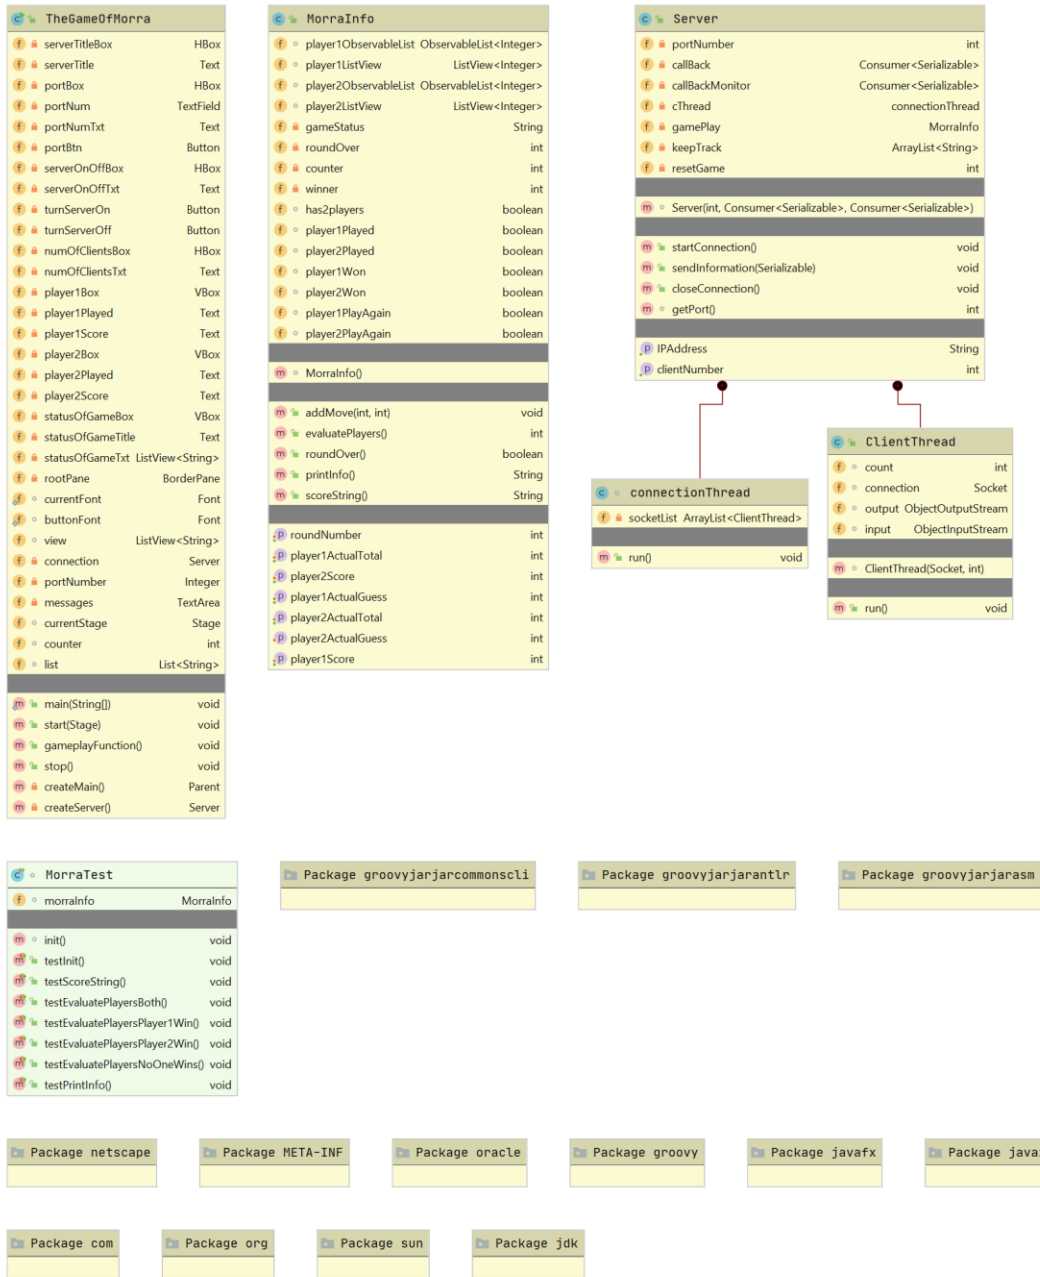 TheGameOfMorra
serverTitleBox HBox
serverTitle Text
portBox HBox
portNum TextField
portNumTxt Text
portBtn Button
serverOnOffBox HBox
serverOnOffTxt Text
turnServerOn Button
turnServerOff Button
numOfClientsBox HBox
numOfClientsTxt Text
player1Box VBox
player1Played Text
player1Score Text
player2Box VBox
player2Played Text
player2Score Text
statusOfGameBox VBox
statusOfGameTitle Text
statusOfGameTxt ListView<String>
rootPane BorderPane
currentFont Font
buttonFont Font
view ListView<String>
connection Server
portNumber Integer
messages TextArea
currentStage Stage
counter int
list List<String>
main(String[]) void
start(Stage) void
gameplayFunction() void
stop() void
createMain() Parent
createServer() Server
MorraInfo
player1ObservableList ObservableList<Integer>
player1ListView ListView<Integer>
player2ObservableList ObservableList<Integer>
player2ListView ListView<Integer>
gameStatus String
roundOver int
counter int
winner int
has2players boolean
player1Played boolean
player2Played boolean
player1Won boolean
player2Won boolean
player1PlayAgain boolean
player2PlayAgain boolean
MorraInfo()
addMove(int, int) void
evaluatePlayers() int
roundOver() boolean
printInfo() String
scoreString() String
roundNumber int
player1ActualTotal int
player2Score int
player1ActualGuess int
player2ActualTotal int
player2ActualGuess int
player1Score int
Server
portNumber int
callBack Consumer<Serializable>
callBackMonitor Consumer<Serializable>
cThread connectionThread
gamePlay MorraInfo
keepTrack ArrayList<String>
resetGame int
Server(int, Consumer<Serializable>, Consumer<Serializable>)
startConnection() void
sendInformation(Serializable) void
closeConnection() void
getPort() int
IPAddress String
clientNumber int
connectionThread
socketList ArrayList<ClientThread>
run() void
ClientThread
count int
connection Socket
output ObjectOutputStream
input ObjectInputStream
ClientThread(Socket, int)
run() void
MorraTest
morraInfo MorraInfo
init() void
testInit() void
testScoreString() void
testEvaluatePlayersBoth() void
testEvaluatePlayersPlayer1Win() void
testEvaluatePlayersPlayer2Win() void
testEvaluatePlayersNoOneWins() void
testPrintInfo() void
Package groovyjarjarcommonscli
Package groovyjarjarantlr
Package groovyjarjarasm
Package netscape
Package META-INF
Package oracle
Package groovy
Package javafx
Package
Package com
Package org
Package sun
Package jdk